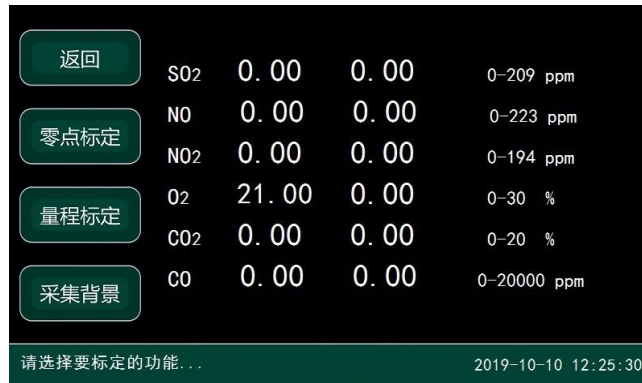 返回
SO2 0.00 0.00 0-209 ppm
NO 0.00 0.00 0-223 ppm
零点标定
NO2 0.00 0.00 0-194 ppm
O2 21.00 0.00 0-30 %
量程标定
CO2 0.00 0.00 0-20 %
CO 0.00 0.00 0-20000 ppm
采集背景
请选择要标定的功能...
2019-10-10 12:25:30